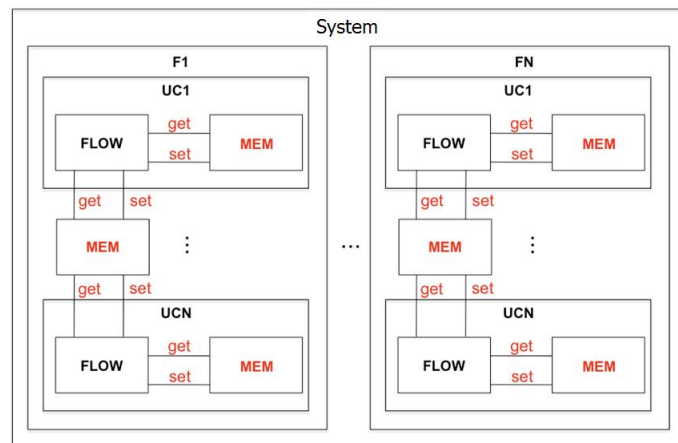 System
F1
FN
UC1
UC1
get
get
FLOW
MEM
FLOW
MEM
set
set
get
set
get
set
MEM
⋮
...
MEM
⋮
get
set
get
set
UCN
UCN
get
get
FLOW
MEM
FLOW
MEM
set
set